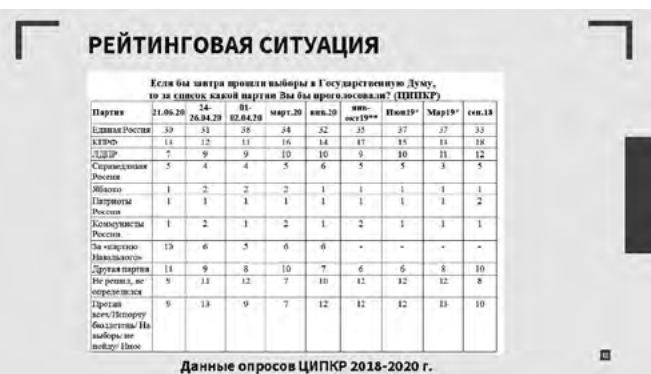 РЕЙТИНГОВАЯ СИТУАЦИЯ
Если бы завтра прошли выборы в Государственную Думу,
то за список какой партии Вы бы проголосовали? (ЦИПКР)
Партия 21.06.20 24-26.04.20 01-02.04.20 март.20 янв.20 янв-окт19** Июн19* Мар19* сен.18
Единая Россия 30 31 38 34 32 35 37 37 33
КПРФ 13 12 11 16 14 17 15 13 18
ЛДПР 7 9 9 10 10 9 10 11 12
Справедливая Россия 5 4 4 5 6 5 5 3 5
Яблоко 1 2 2 2 1 1 1 1 1
Патриоты России 1 1 1 1 1 1 1 1 2
Коммунисты России 1 2 1 2 1 2 1 1 1
За «партию Навального» 10 6 5 6 6 - - - -
Другая партия 11 9 8 10 7 6 6 8 10
Не решил, не определился 9 11 12 7 10 12 12 12 8
Против всех/Испорчу бюллетень/ На выборы не пойду/ Иное 9 13 9 7 12 12 12 13 10
Данные опросов ЦИПКР 2018-2020 г.